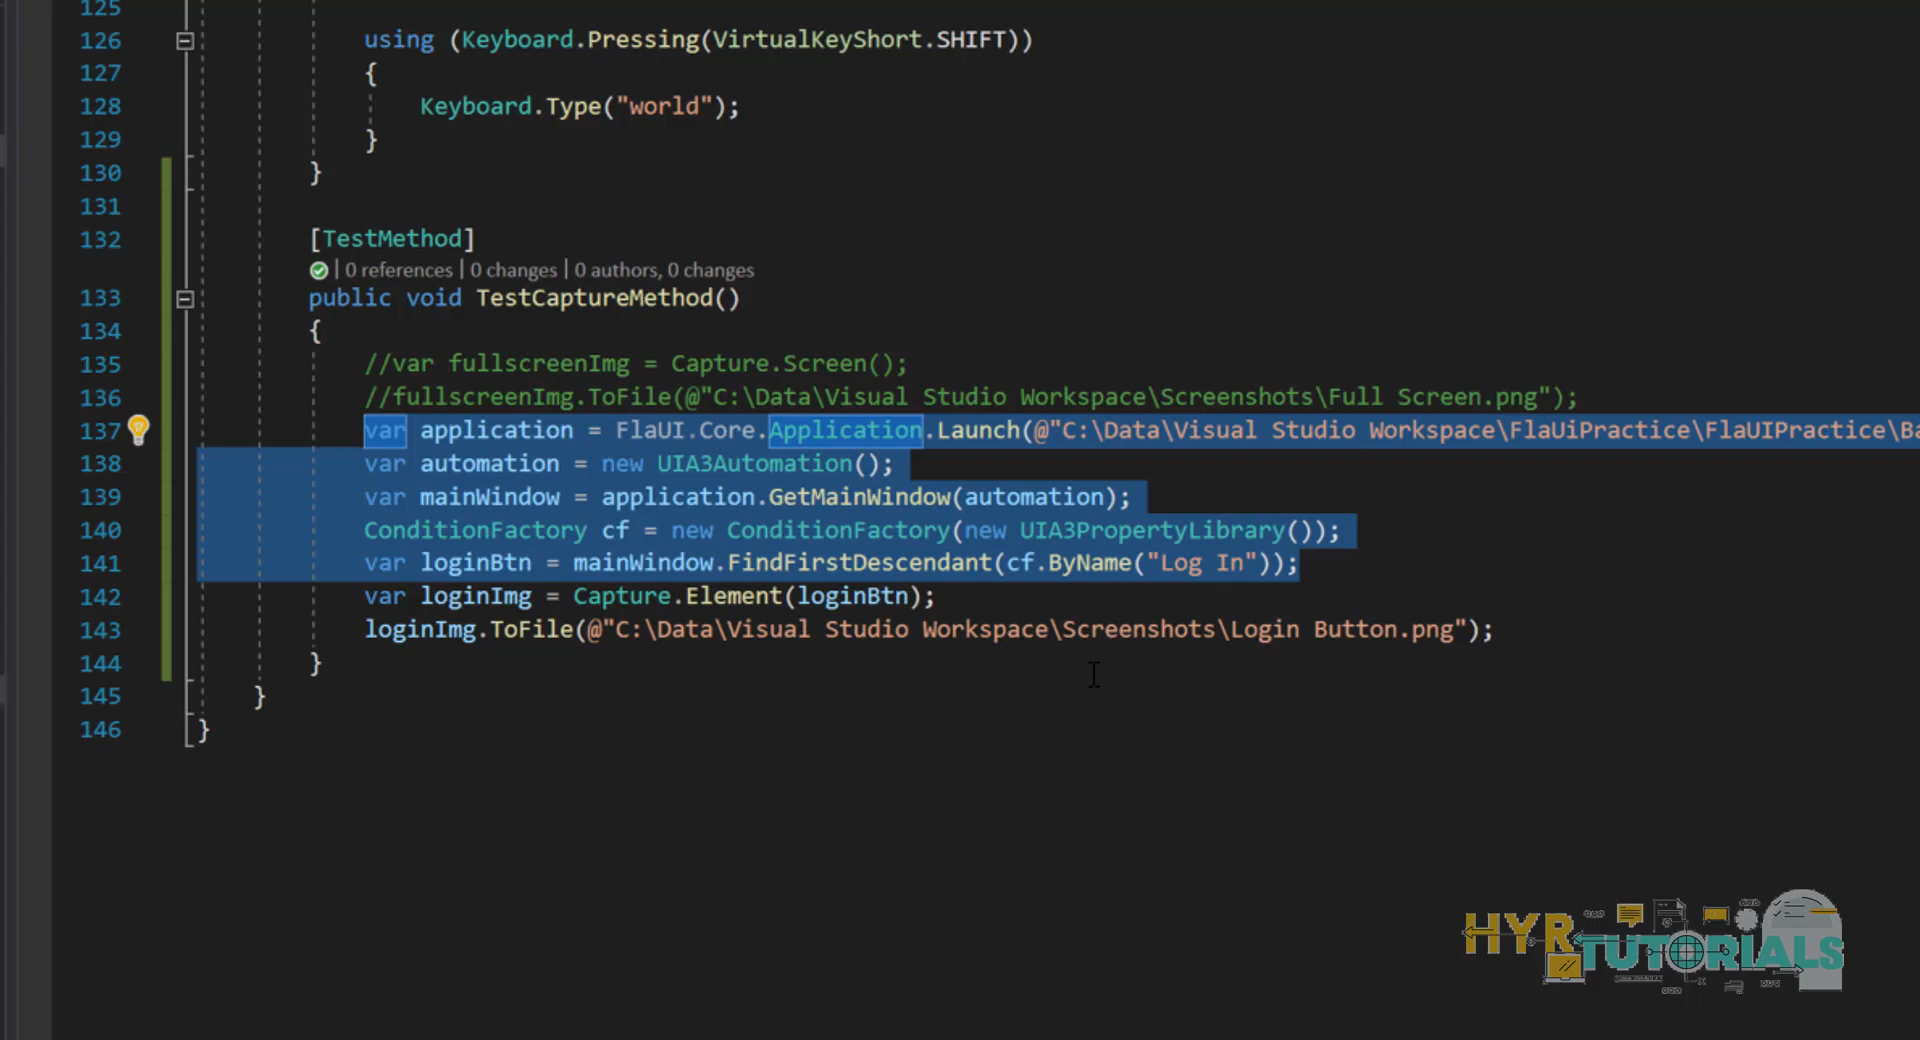 125
126 using (Keyboard.Pressing(VirtualKeyShort.SHIFT))
127 {
128 Keyboard.Type("world");
129 }
130 }
131
132 [TestMethod]
0 references | 0 changes | 0 authors, 0 changes
133 public void TestCaptureMethod()
134 {
135 //var fullscreenImg = Capture.Screen();
136 //fullscreenImg.ToFile(@"C:\Data\Visual Studio Workspace\Screenshots\Full Screen.png");
137 var application = FlaUI.Core.Application.Launch(@"C:\Data\Visual Studio Workspace\FlaUiPractice\FlaUIPractice\Ba
138 var automation = new UIA3Automation();
139 var mainWindow = application.GetMainWindow(automation);
140 ConditionFactory cf = new ConditionFactory(new UIA3PropertyLibrary());
141 var loginBtn = mainWindow.FindFirstDescendant(cf.ByName("Log In"));
142 var loginImg = Capture.Element(loginBtn);
143 loginImg.ToFile(@"C:\Data\Visual Studio Workspace\Screenshots\Login Button.png");
144 }
145 }
146 }
HYR TUTORIALS